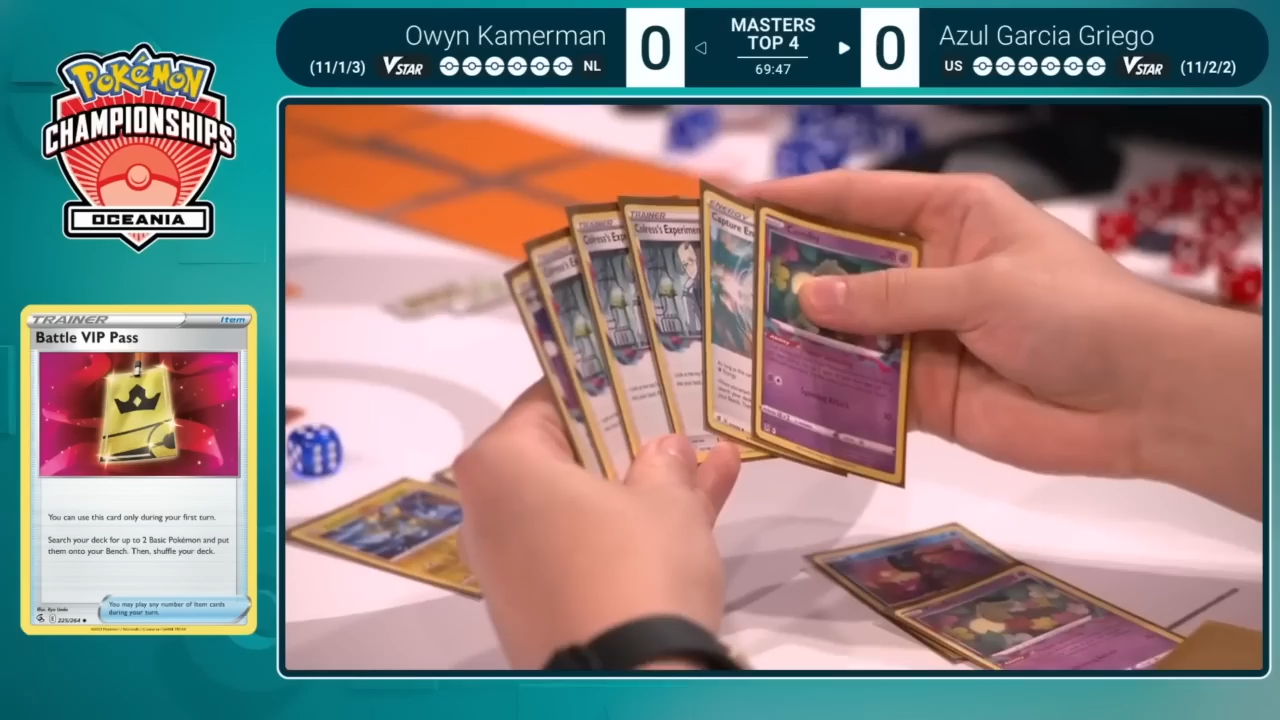 Owyn Kamerman
0
MASTERS
TOP 4
69:47
0
Azul Garcia Griego
(11/1/3)
VSTAR
NL
US
VSTAR
(11/2/2)
Pokémon
CHAMPIONSHIPS
OCEANIA
TRAINER
Item
Battle VIP Pass
You can use this card only during your first turn.
Search your deck for up to 2 Basic Pokémon and put
them onto your Bench. Then, shuffle your deck.
You may play any number of Item cards
during your turn.
225/264
TRAINER
TRAINER
ENERGY
Colress's Exp
Colress's Experimen
Capture En